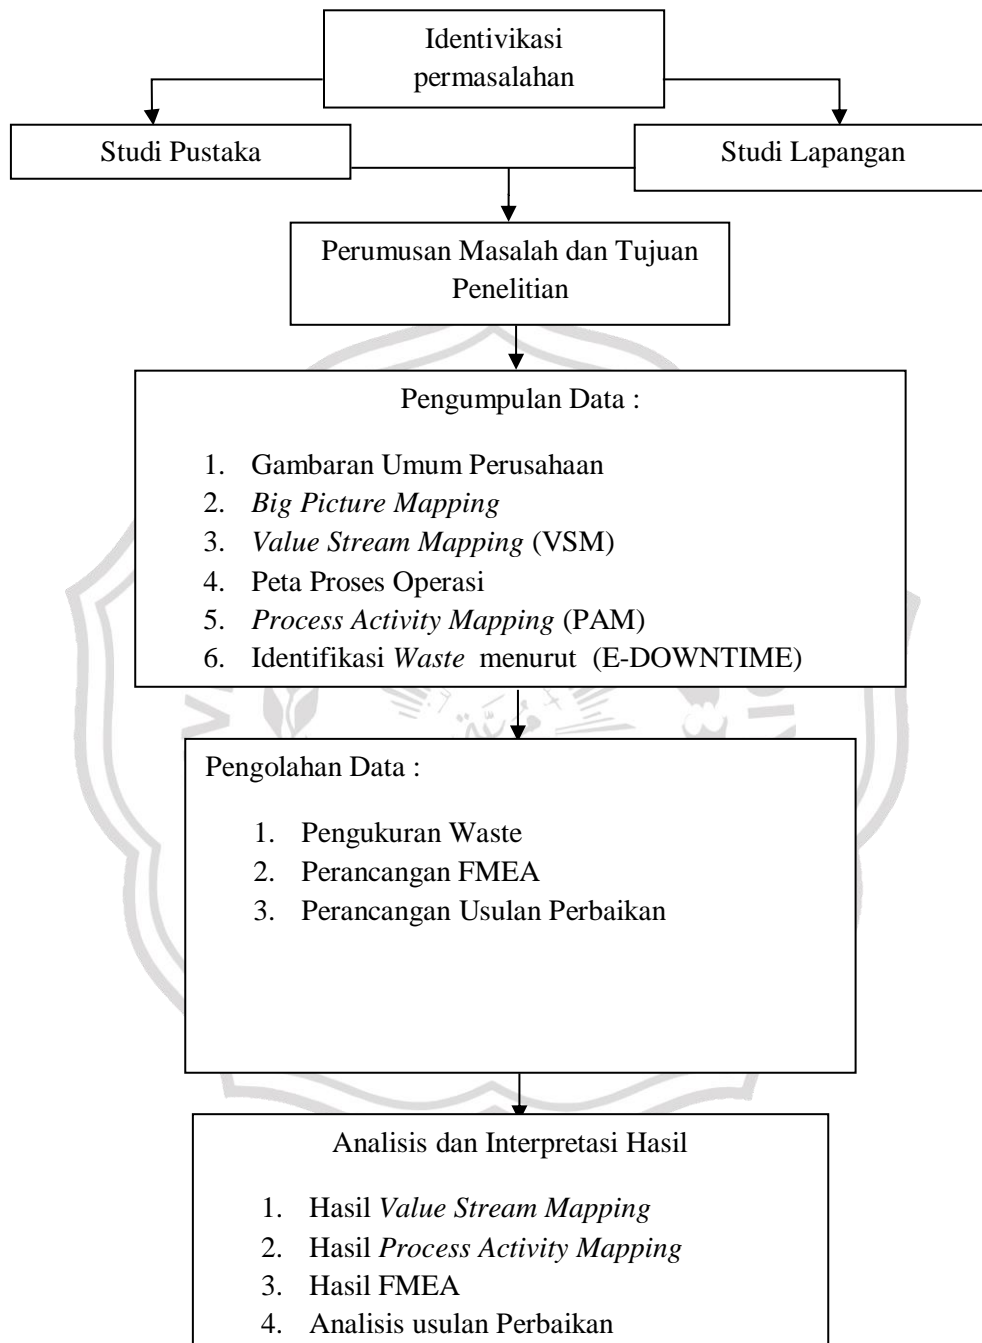 Identivikasi
permasalahan
Studi Pustaka
Studi Lapangan
Perumusan Masalah dan Tujuan
Penelitian
Pengumpulan Data :
1. Gambaran Umum Perusahaan
2. Big Picture Mapping
3. Value Stream Mapping (VSM)
4. Peta Proses Operasi
5. Process Activity Mapping (PAM)
6. Identifikasi Waste menurut (E-DOWNTIME)
Pengolahan Data :
1. Pengukuran Waste
2. Perancangan FMEA
3. Perancangan Usulan Perbaikan
Analisis dan Interpretasi Hasil
1. Hasil Value Stream Mapping
2. Hasil Process Activity Mapping
3. Hasil FMEA
4. Analisis usulan Perbaikan